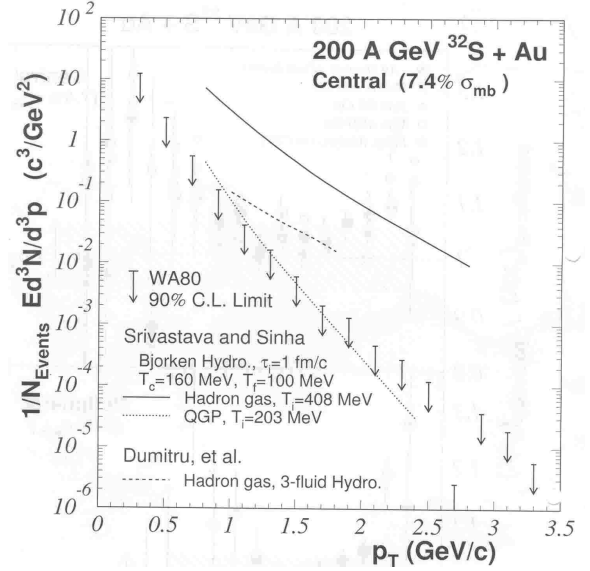 200 A GeV ³²S + Au
Central (7.4% σ_mb )
1/N_Events Ed³N/d³p (c³/GeV²)
10²
10
1
10⁻¹
10⁻²
10⁻³
10⁻⁴
10⁻⁵
10⁻⁶
WA80
90% C.L. Limit
Srivastava and Sinha
Bjorken Hydro., τ_i=1 fm/c
T_c=160 MeV, T_f=100 MeV
Hadron gas, T_i=408 MeV
QGP, T_i=203 MeV
Dumitru, et al.
Hadron gas, 3-fluid Hydro.
0 0.5 1 1.5 2 2.5 3 3.5
p_T (GeV/c)